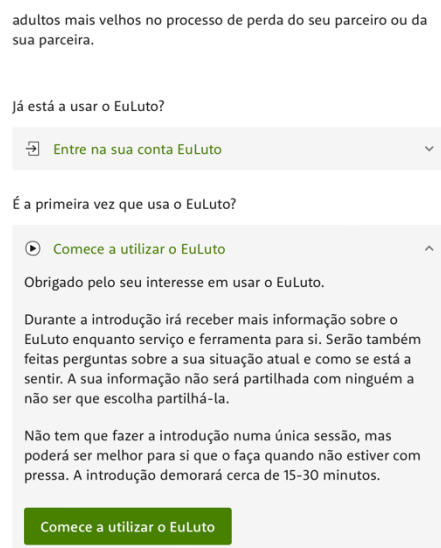 adultos mais velhos no processo de perda do seu parceiro ou da
sua parceira.
Já está a usar o EuLuto?
Entre na sua conta EuLuto
É a primeira vez que usa o EuLuto?
Comece a utilizar o EuLuto
Obrigado pelo seu interesse em usar o EuLuto.
Durante a introdução irá receber mais informação sobre o
EuLuto enquanto serviço e ferramenta para si. Serão também
feitas perguntas sobre a sua situação atual e como se está a
sentir. A sua informação não será partilhada com ninguém a
não ser que escolha partilhá-la.
Não tem que fazer a introdução numa única sessão, mas
poderá ser melhor para si que o faça quando não estiver com
pressa. A introdução demorará cerca de 15-30 minutos.
Comece a utilizar o EuLuto